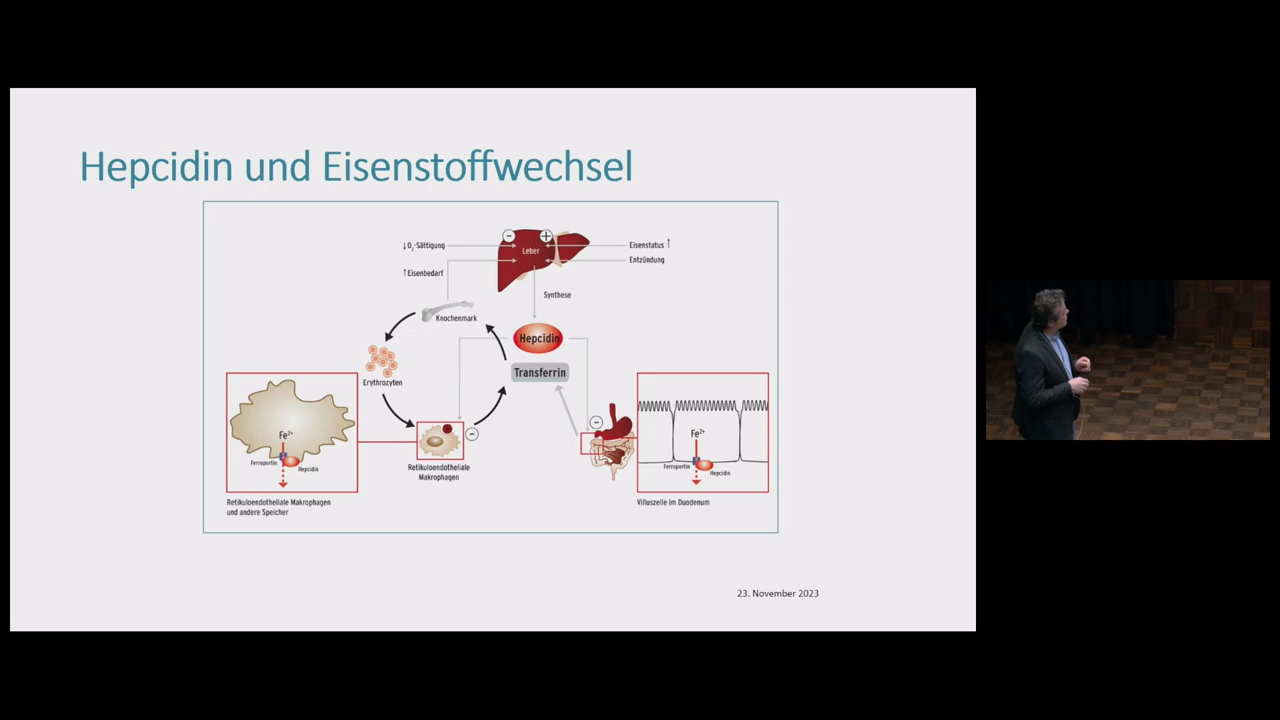 Hepcidin und Eisenstoffwechsel
↓O₂-Sättigung
↑Eisenbedarf
−
+
Leber
Eisenstatus ↑
Entzündung
Synthese
Knochenmark
Hepcidin
Transferrin
Erythrozyten
−
−
Retikuloendotheliale
Makrophagen
Fe²⁺
Ferroportin
Hepcidin
Retikuloendotheliale Makrophagen
und andere Speicher
Fe²⁺
Ferroportin
Hepcidin
Villuszelle im Duodenum
23. November 2023